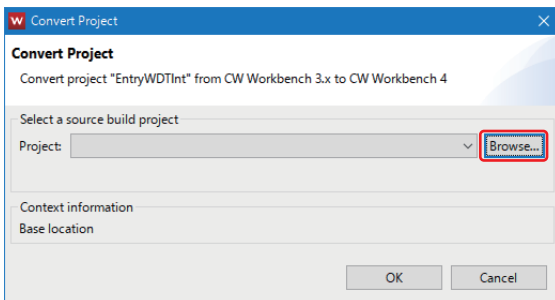 W Convert Project
Convert Project
Convert project "EntryWDTInt" from CW Workbench 3.x to CW Workbench 4
Select a source build project
Project: Browse...
Context information
Base location
OK Cancel